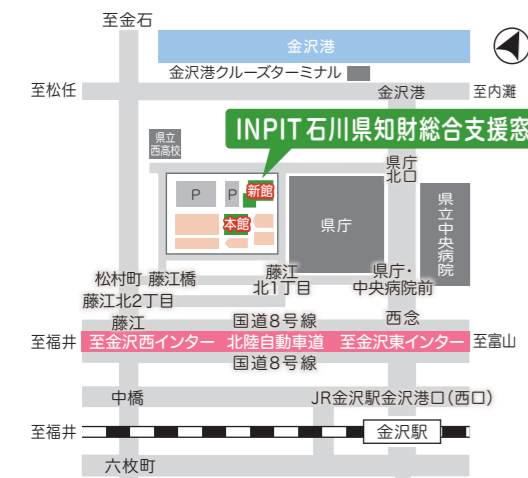 至金石
金沢港
金沢港クルーズターミナル
至松任
金沢港
至内灘
INPIT石川県知財総合支援窓
県立
西高校
県庁
北口
P
P
新館
本館
県庁
県立中央病院
松村町
藤江橋
藤江
北1丁目
県庁・
中央病院前
藤江北2丁目
藤江
国道8号線
西念
至福井
至金沢西インター
北陸自動車道
至金沢東インター
至富山
国道8号線
中橋
JR金沢駅金沢港口(西口)
至福井
金沢駅
六枚町